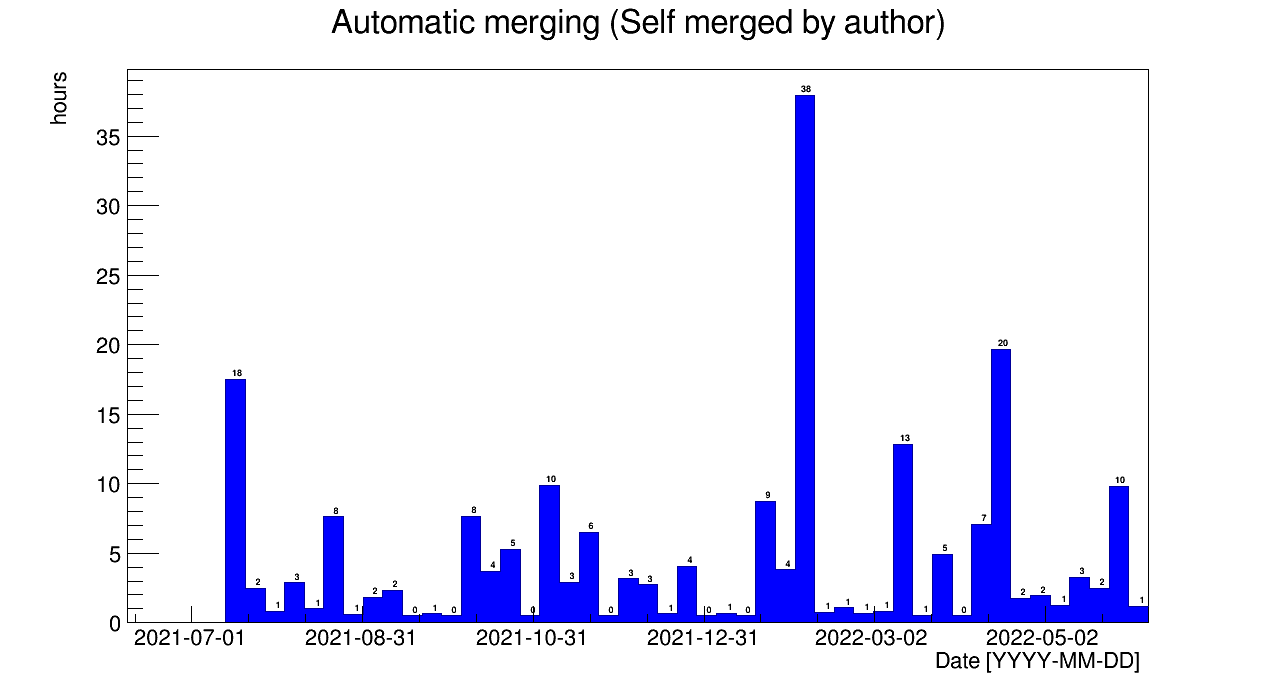 Automatic merging (Self merged by author)
hours
35
30
25
20
15
10
5
0
18 2 1 3 1 8 1 2 2 0 1 0 8 4 5 0 10 3 6 0 3 3 1 4 0 1 0 9 4 38 1 1 1 1 13 1 5 0 7 20 2 2 1 3 2 10 1
2021-07-01 2021-08-31 2021-10-31 2021-12-31 2022-03-02 2022-05-02
Date [YYYY-MM-DD]